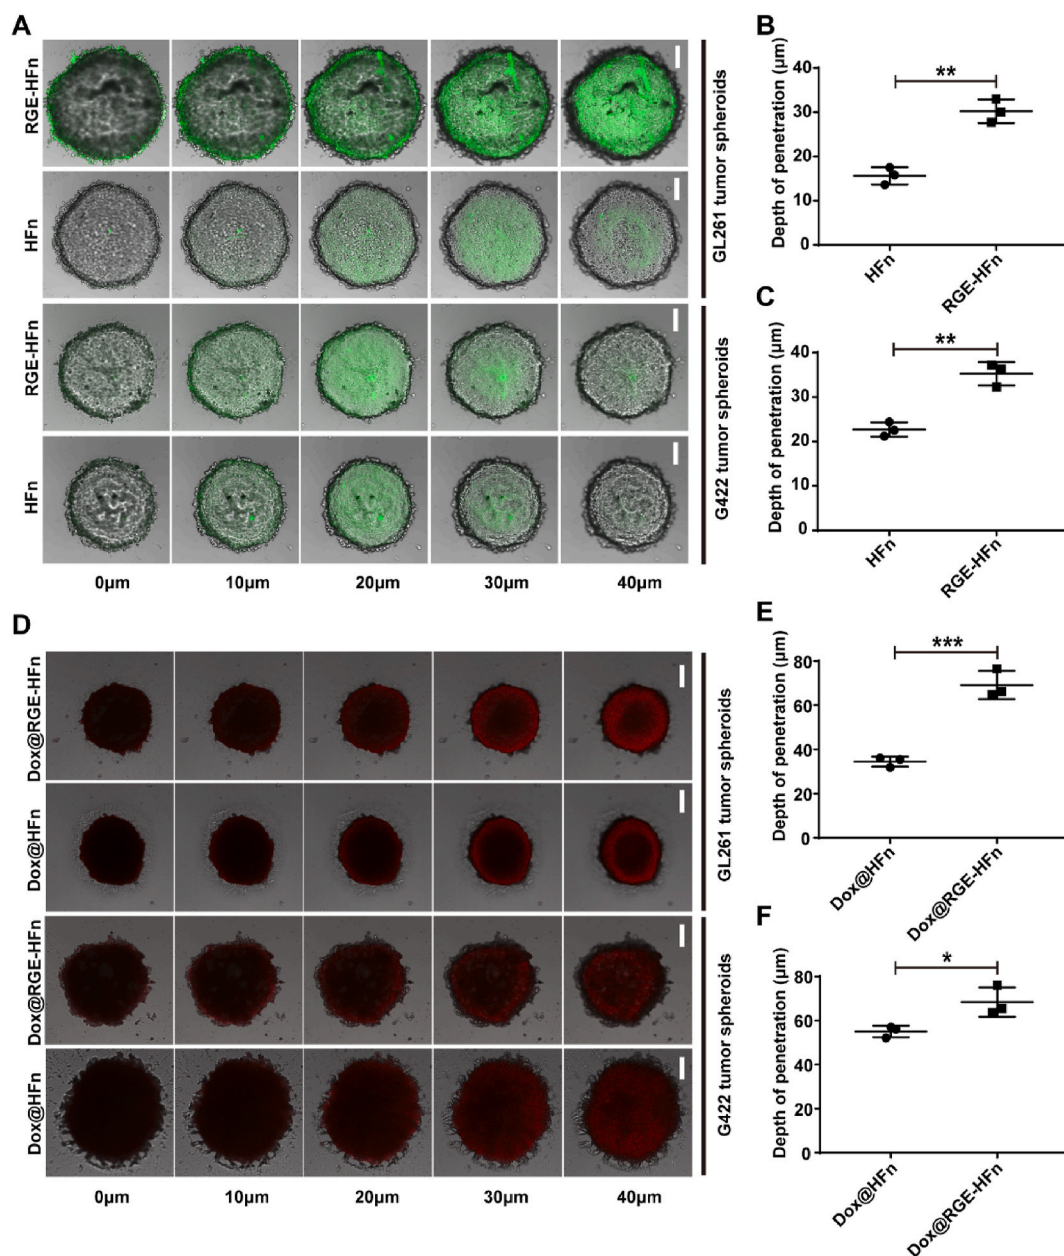 A
RGE-HFn
HFn
RGE-HFn
HFn
GL261 tumor spheroids
G422 tumor spheroids
0μm 10μm 20μm 30μm 40μm
B
Depth of penetration (μm)
40
30
20
10
0
**
HFn RGE-HFn
C
Depth of penetration (μm)
40
30
20
10
0
**
HFn RGE-HFn
D
Dox@RGE-HFn
Dox@HFn
Dox@RGE-HFn
Dox@HFn
GL261 tumor spheroids
G422 tumor spheroids
0μm 10μm 20μm 30μm 40μm
E
Depth of penetration (μm)
80
60
40
20
0
***
Dox@HFn Dox@RGE-HFn
F
Depth of penetration (μm)
80
60
40
20
0
*
Dox@HFn Dox@RGE-HFn